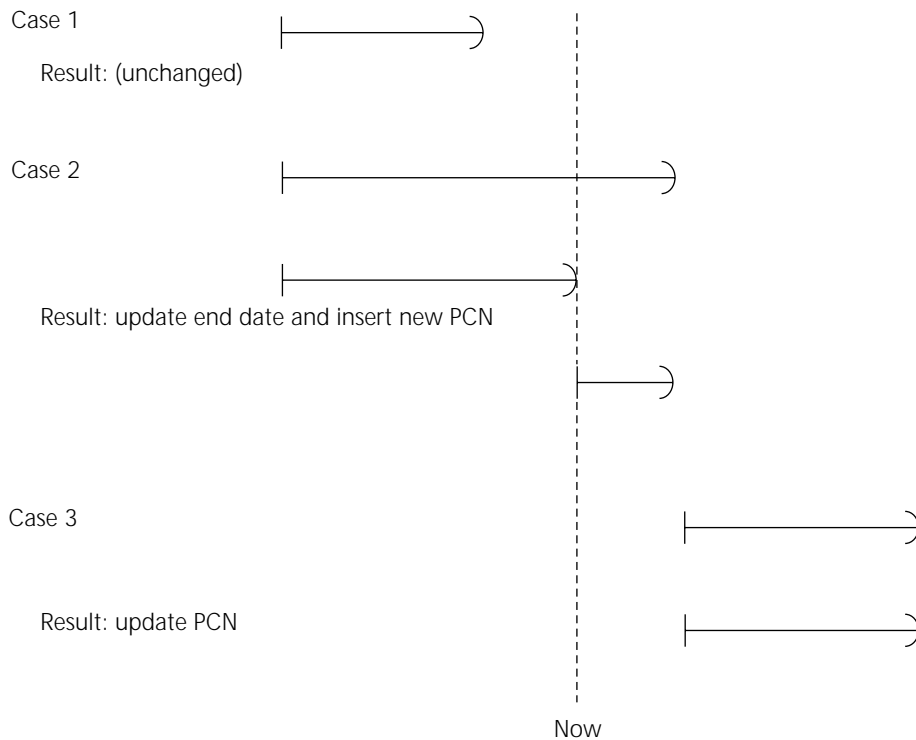 Case 1
Result: (unchanged)
Case 2
Result: update end date and insert new PCN
Case 3
Result: update PCN
Now